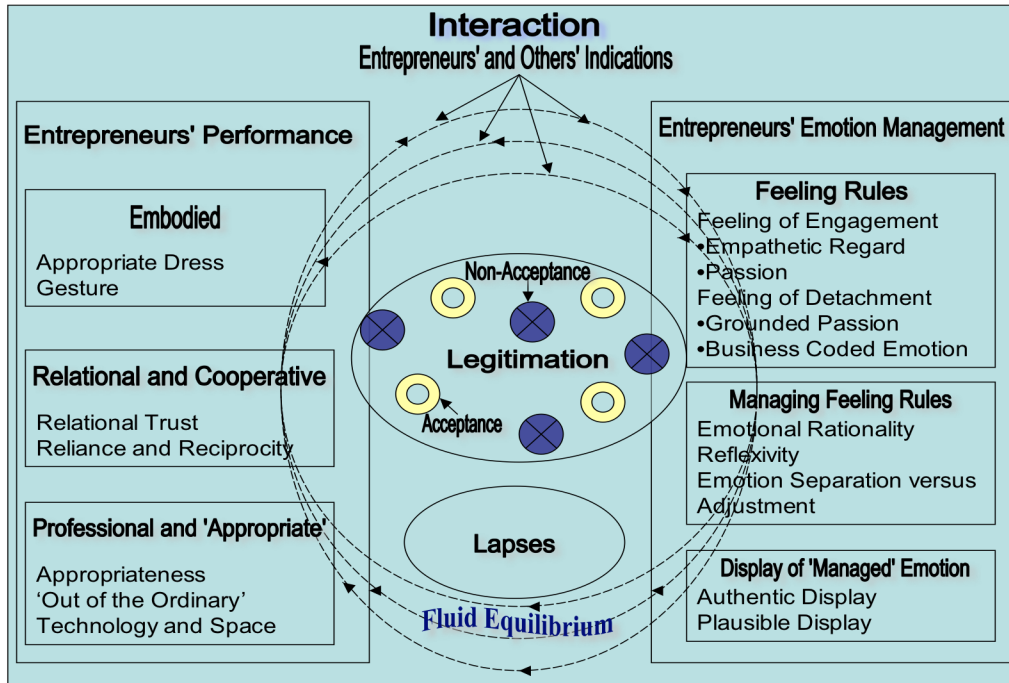 Interaction
Entrepreneurs' and Others' Indications
Entrepreneurs' Performance
Embodied
Appropriate Dress
Gesture
Relational and Cooperative
Relational Trust
Reliance and Reciprocity
Professional and 'Appropriate'
Appropriateness
‘Out of the Ordinary’
Technology and Space
Non-Acceptance
Legitimation
Acceptance
Lapses
Fluid Equilibrium
Entrepreneurs' Emotion Management
Feeling Rules
Feeling of Engagement
•Empathetic Regard
•Passion
Feeling of Detachment
•Grounded Passion
•Business Coded Emotion
Managing Feeling Rules
Emotional Rationality
Reflexivity
Emotion Separation versus
Adjustment
Display of 'Managed' Emotion
Authentic Display
Plausible Display